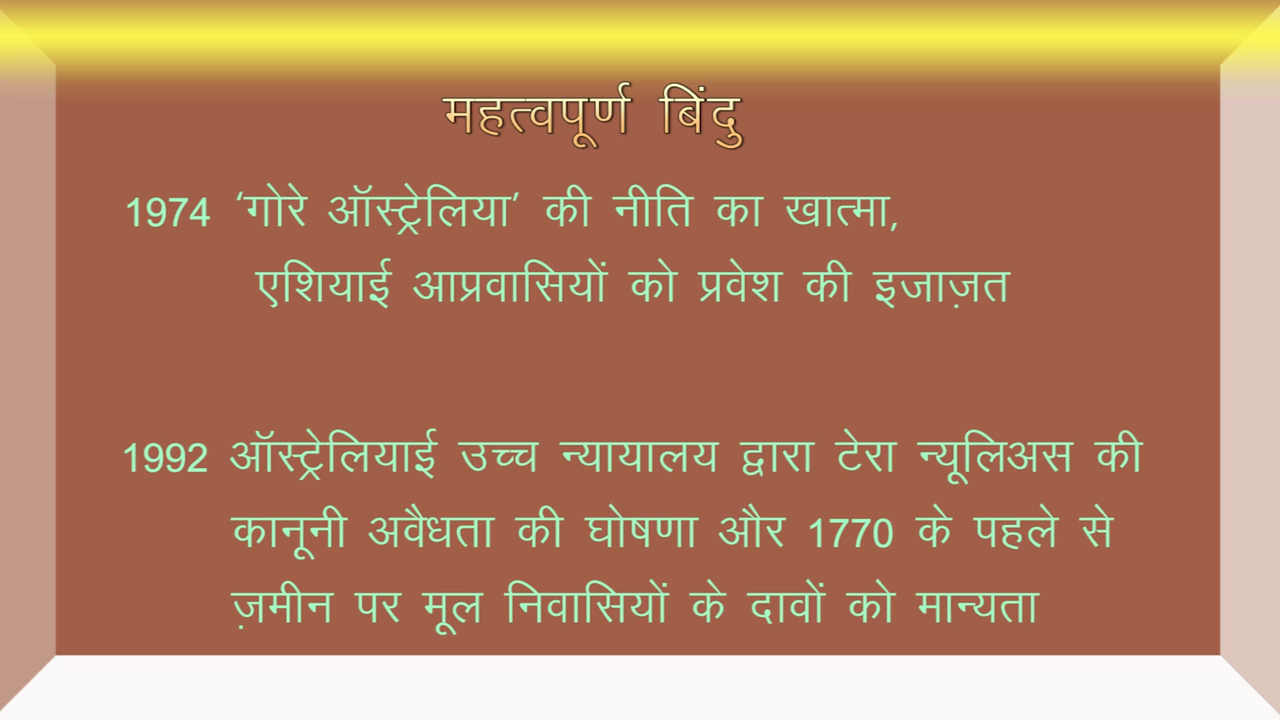 महत्वपूर्ण बिंदु
1974 ‘गोरे ऑस्ट्रेलिया’ की नीति का खात्मा,
एशियाई आप्रवासियों को प्रवेश की इजाज़त
1992 ऑस्ट्रेलियाई उच्च न्यायालय द्वारा टेरा न्यूलिअस की
कानूनी अवैधता की घोषणा और 1770 के पहले से
ज़मीन पर मूल निवासियों के दावों को मान्यता